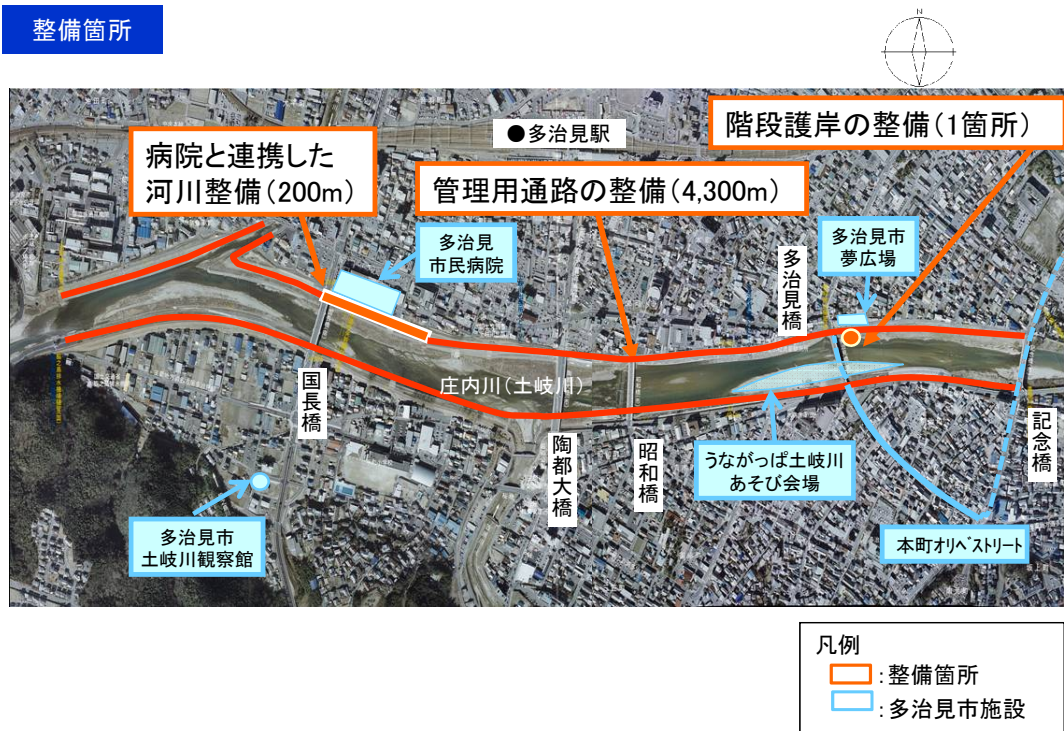 整備箇所
N
●多治見駅
階段護岸の整備(1箇所)
病院と連携した
河川整備(200m)
管理用通路の整備(4,300m)
多治見
市民病院
多治見市
夢広場
多治見橋
国長橋
庄内川(土岐川)
陶都大橋
昭和橋
記念橋
うながっぱ土岐川
あそび会場
多治見市
土岐川観察館
本町オリベストリート
凡例
:整備箇所
:多治見市施設